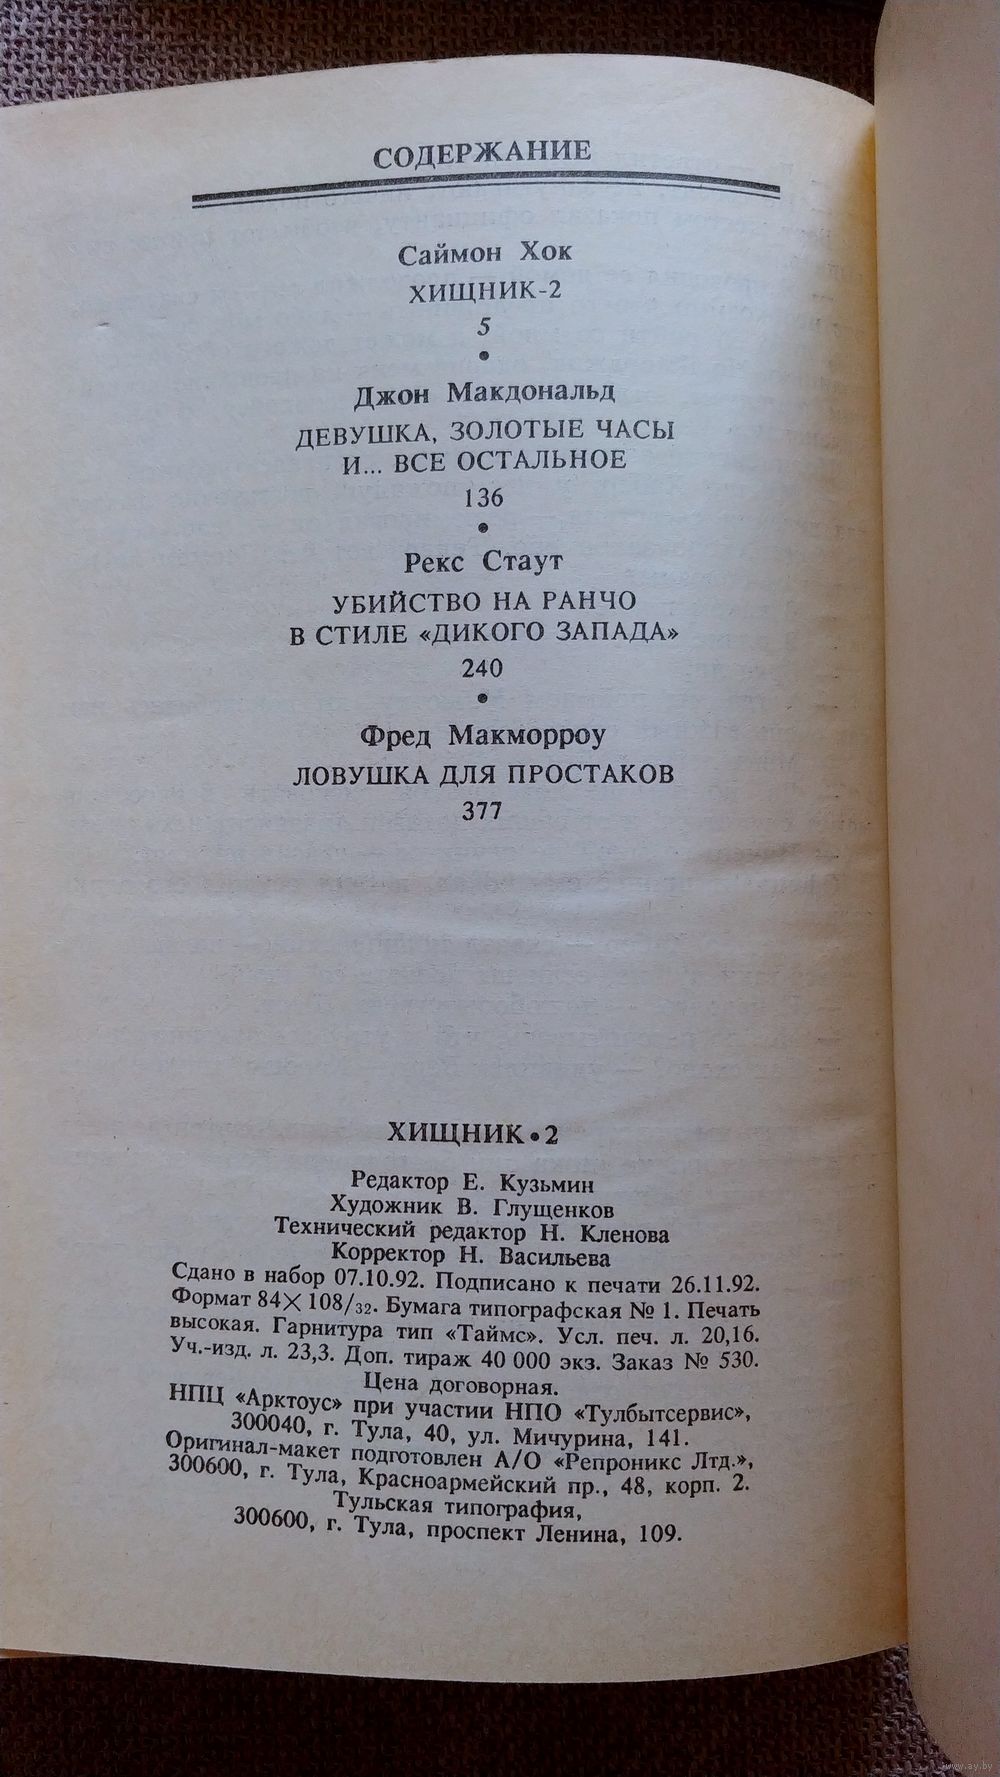 СОДЕРЖАНИЕ
Саймон Хок
ХИЩНИК-2
5
•
Джон Макдональд
ДЕВУШКА, ЗОЛОТЫЕ ЧАСЫ
И... ВСЕ ОСТАЛЬНОЕ
136
•
Рекс Стаут
УБИЙСТВО НА РАНЧО
В СТИЛЕ «ДИКОГО ЗАПАДА»
240
•
Фред Макморроу
ЛОВУШКА ДЛЯ ПРОСТАКОВ
377
ХИЩНИК•2
Редактор Е. Кузьмин
Художник В. Глущенков
Технический редактор Н. Кленова
Корректор Н. Васильева
Сдано в набор 07.10.92. Подписано к печати 26.11.92.
Формат 84×108/32. Бумага типографская № 1. Печать
высокая. Гарнитура тип «Таймс». Усл. печ. л. 20,16.
Уч.-изд. л. 23,3. Доп. тираж 40 000 экз. Заказ № 530.
Цена договорная.
НПЦ «Арктоус» при участии НПО «Тулбытсервис»,
300040, г. Тула, 40, ул. Мичурина, 141.
Оригинал-макет подготовлен А/О «Репроникс Лтд.»,
300600, г. Тула, Красноармейский пр., 48, корп. 2.
Тульская типография,
300600, г. Тула, проспект Ленина, 109.
www.ay.by